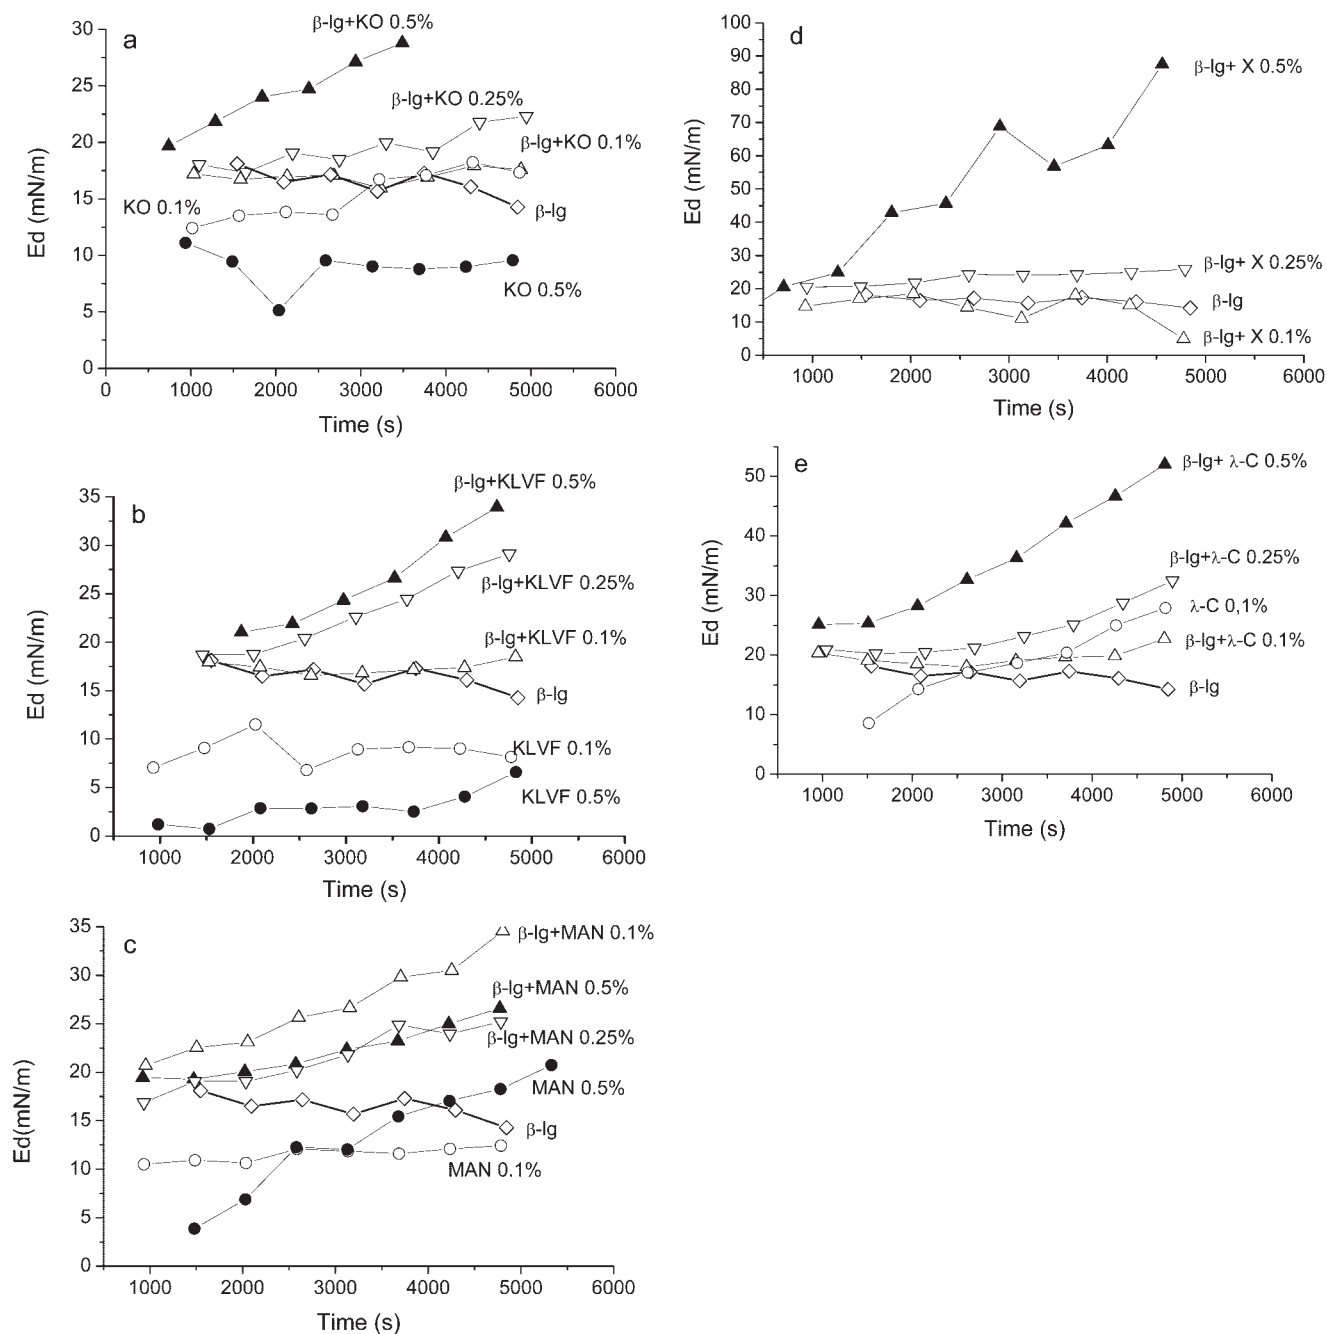 a
β-lg+KO 0.5%
β-lg+KO 0.25%
β-lg+KO 0.1%
KO 0.1%
β-lg
KO 0.5%
30
25
20
15
10
5
0
Ed (mN/m)
0 1000 2000 3000 4000 5000 6000
Time (s)
b
β-lg+KLVF 0.5%
β-lg+KLVF 0.25%
β-lg+KLVF 0.1%
β-lg
KLVF 0.1%
KLVF 0.5%
35
30
25
20
15
10
5
0
Ed (mN/m)
1000 2000 3000 4000 5000 6000
Time (s)
c
β-lg+MAN 0.1%
β-lg+MAN 0.5%
β-lg+MAN 0.25%
MAN 0.5%
β-lg
MAN 0.1%
35
30
25
20
15
10
5
0
Ed(mN/m)
1000 2000 3000 4000 5000 6000
Time (s)
d
β-lg+ X 0.5%
β-lg+ X 0.25%
β-lg
β-lg+ X 0.1%
100
90
80
70
60
50
40
30
20
10
0
Ed (mN/m)
1000 2000 3000 4000 5000 6000
Time (s)
e
β-lg+ λ-C 0.5%
β-lg+λ-C 0.25%
λ-C 0,1%
β-lg+λ-C 0.1%
β-lg
50
40
30
20
10
0
Ed (mN/m)
1000 2000 3000 4000 5000 6000
Time (s)